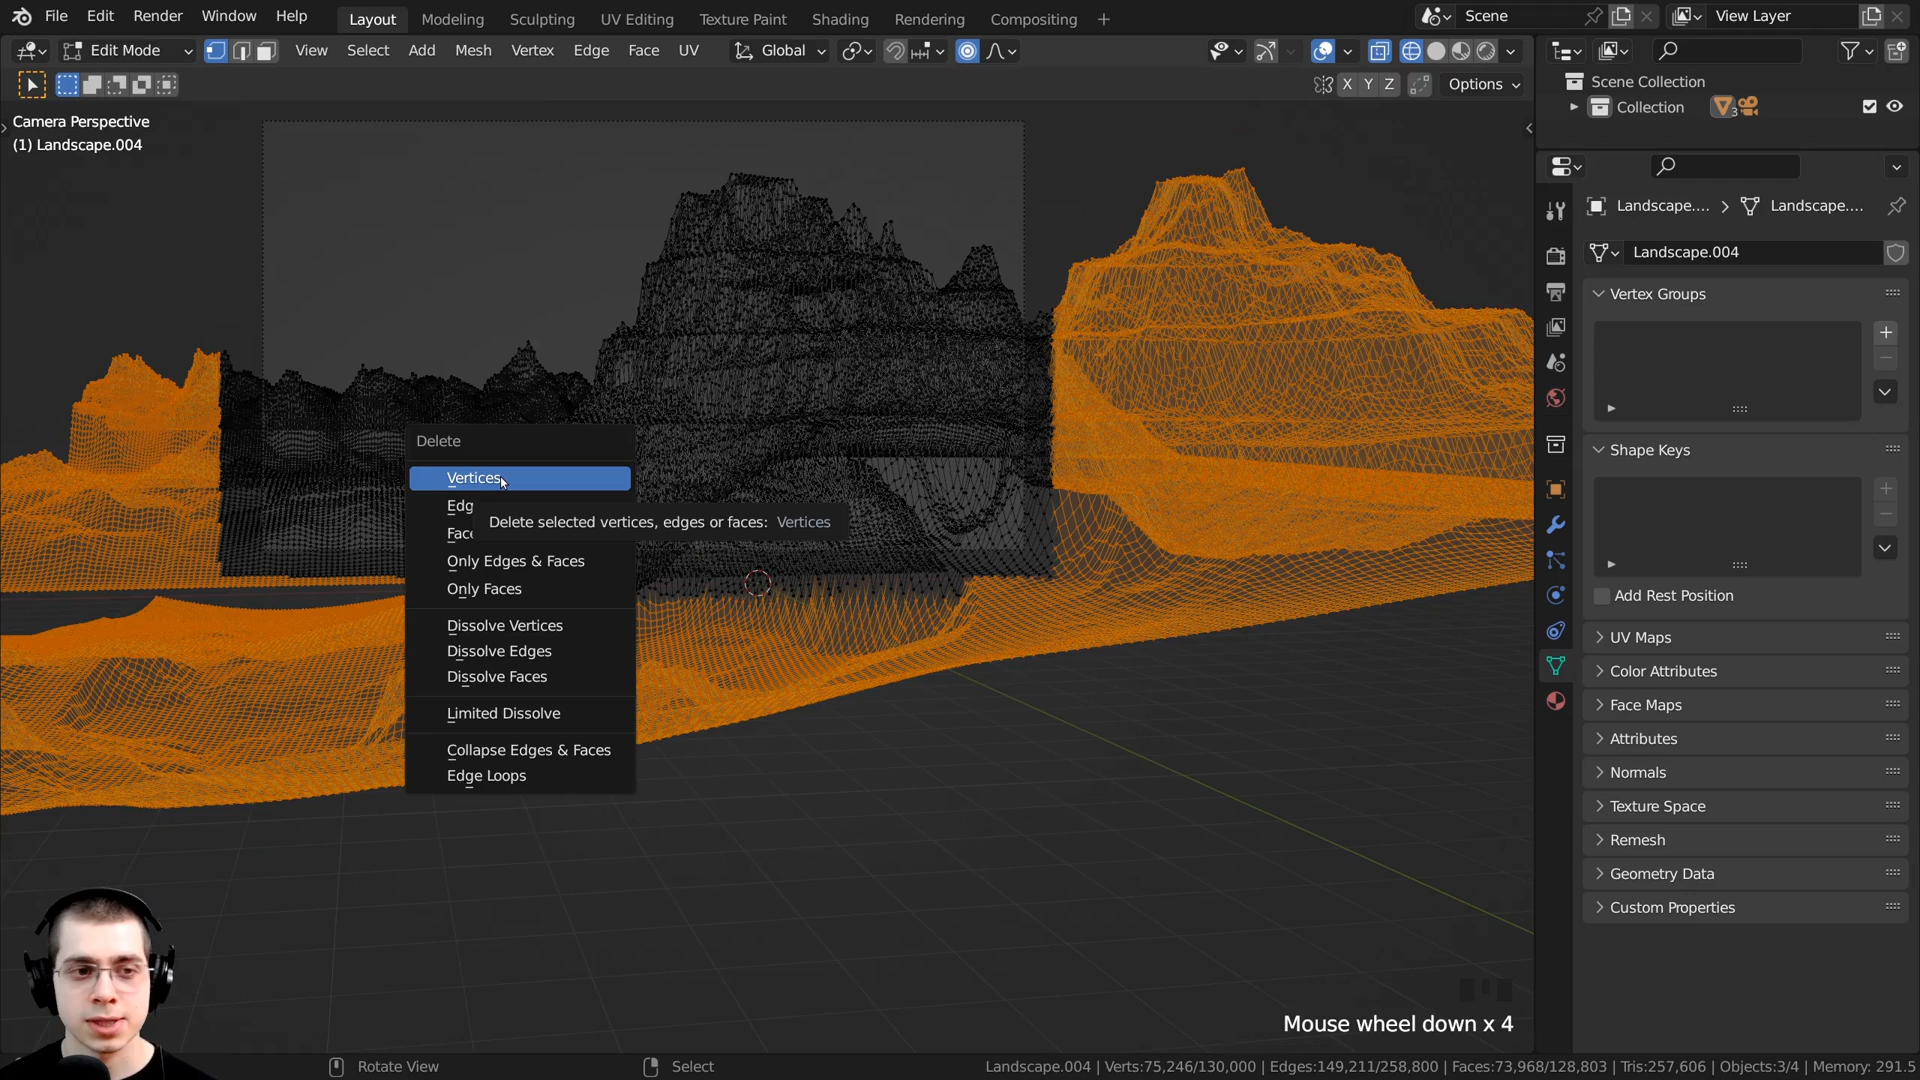 File Edit Render Window Help Layout Modeling Sculpting UV Editing Texture Paint Shading Rendering Animation Compositing + Scene View Layer
Edit Mode View Select Add Mesh Vertex Edge Face UV Global
X Y Z Options
Camera Perspective
(1) Landscape.004
Scene Collection
Collection 3
Landscape.... Landscape....
Landscape.004
Vertex Groups
Shape Keys
Add Rest Position
UV Maps
Color Attributes
Face Maps
Attributes
Normals
Texture Space
Remesh
Geometry Data
Custom Properties
Delete
Vertices
Edg
Delete selected vertices, edges or faces: Vertices
Face
Only Edges & Faces
Only Faces
Dissolve Vertices
Dissolve Edges
Dissolve Faces
Limited Dissolve
Collapse Edges & Faces
Edge Loops
Mouse wheel down x 4
Rotate View Select Landscape.004 | Verts:75,246/130,000 | Edges:149,211/258,800 | Faces:73,968/128,803 | Tris:257,606 | Objects:3/4 | Memory: 291.5